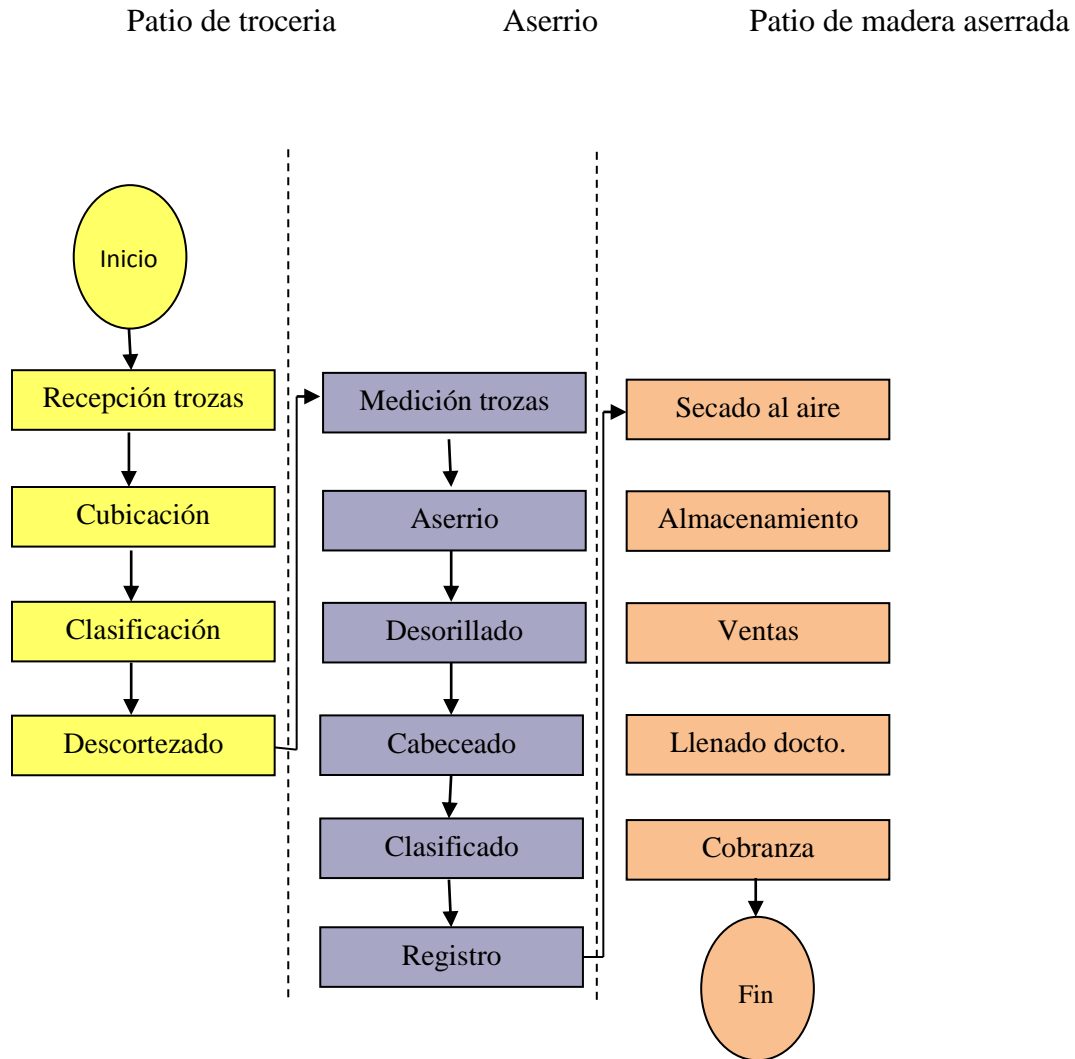 Patio de troceria
Aserrio
Patio de madera aserrada
Inicio
Recepción trozas
Cubicación
Clasificación
Descortezado
Medición trozas
Aserrio
Desorillado
Cabeceado
Clasificado
Registro
Secado al aire
Almacenamiento
Ventas
Llenado docto.
Cobranza
Fin